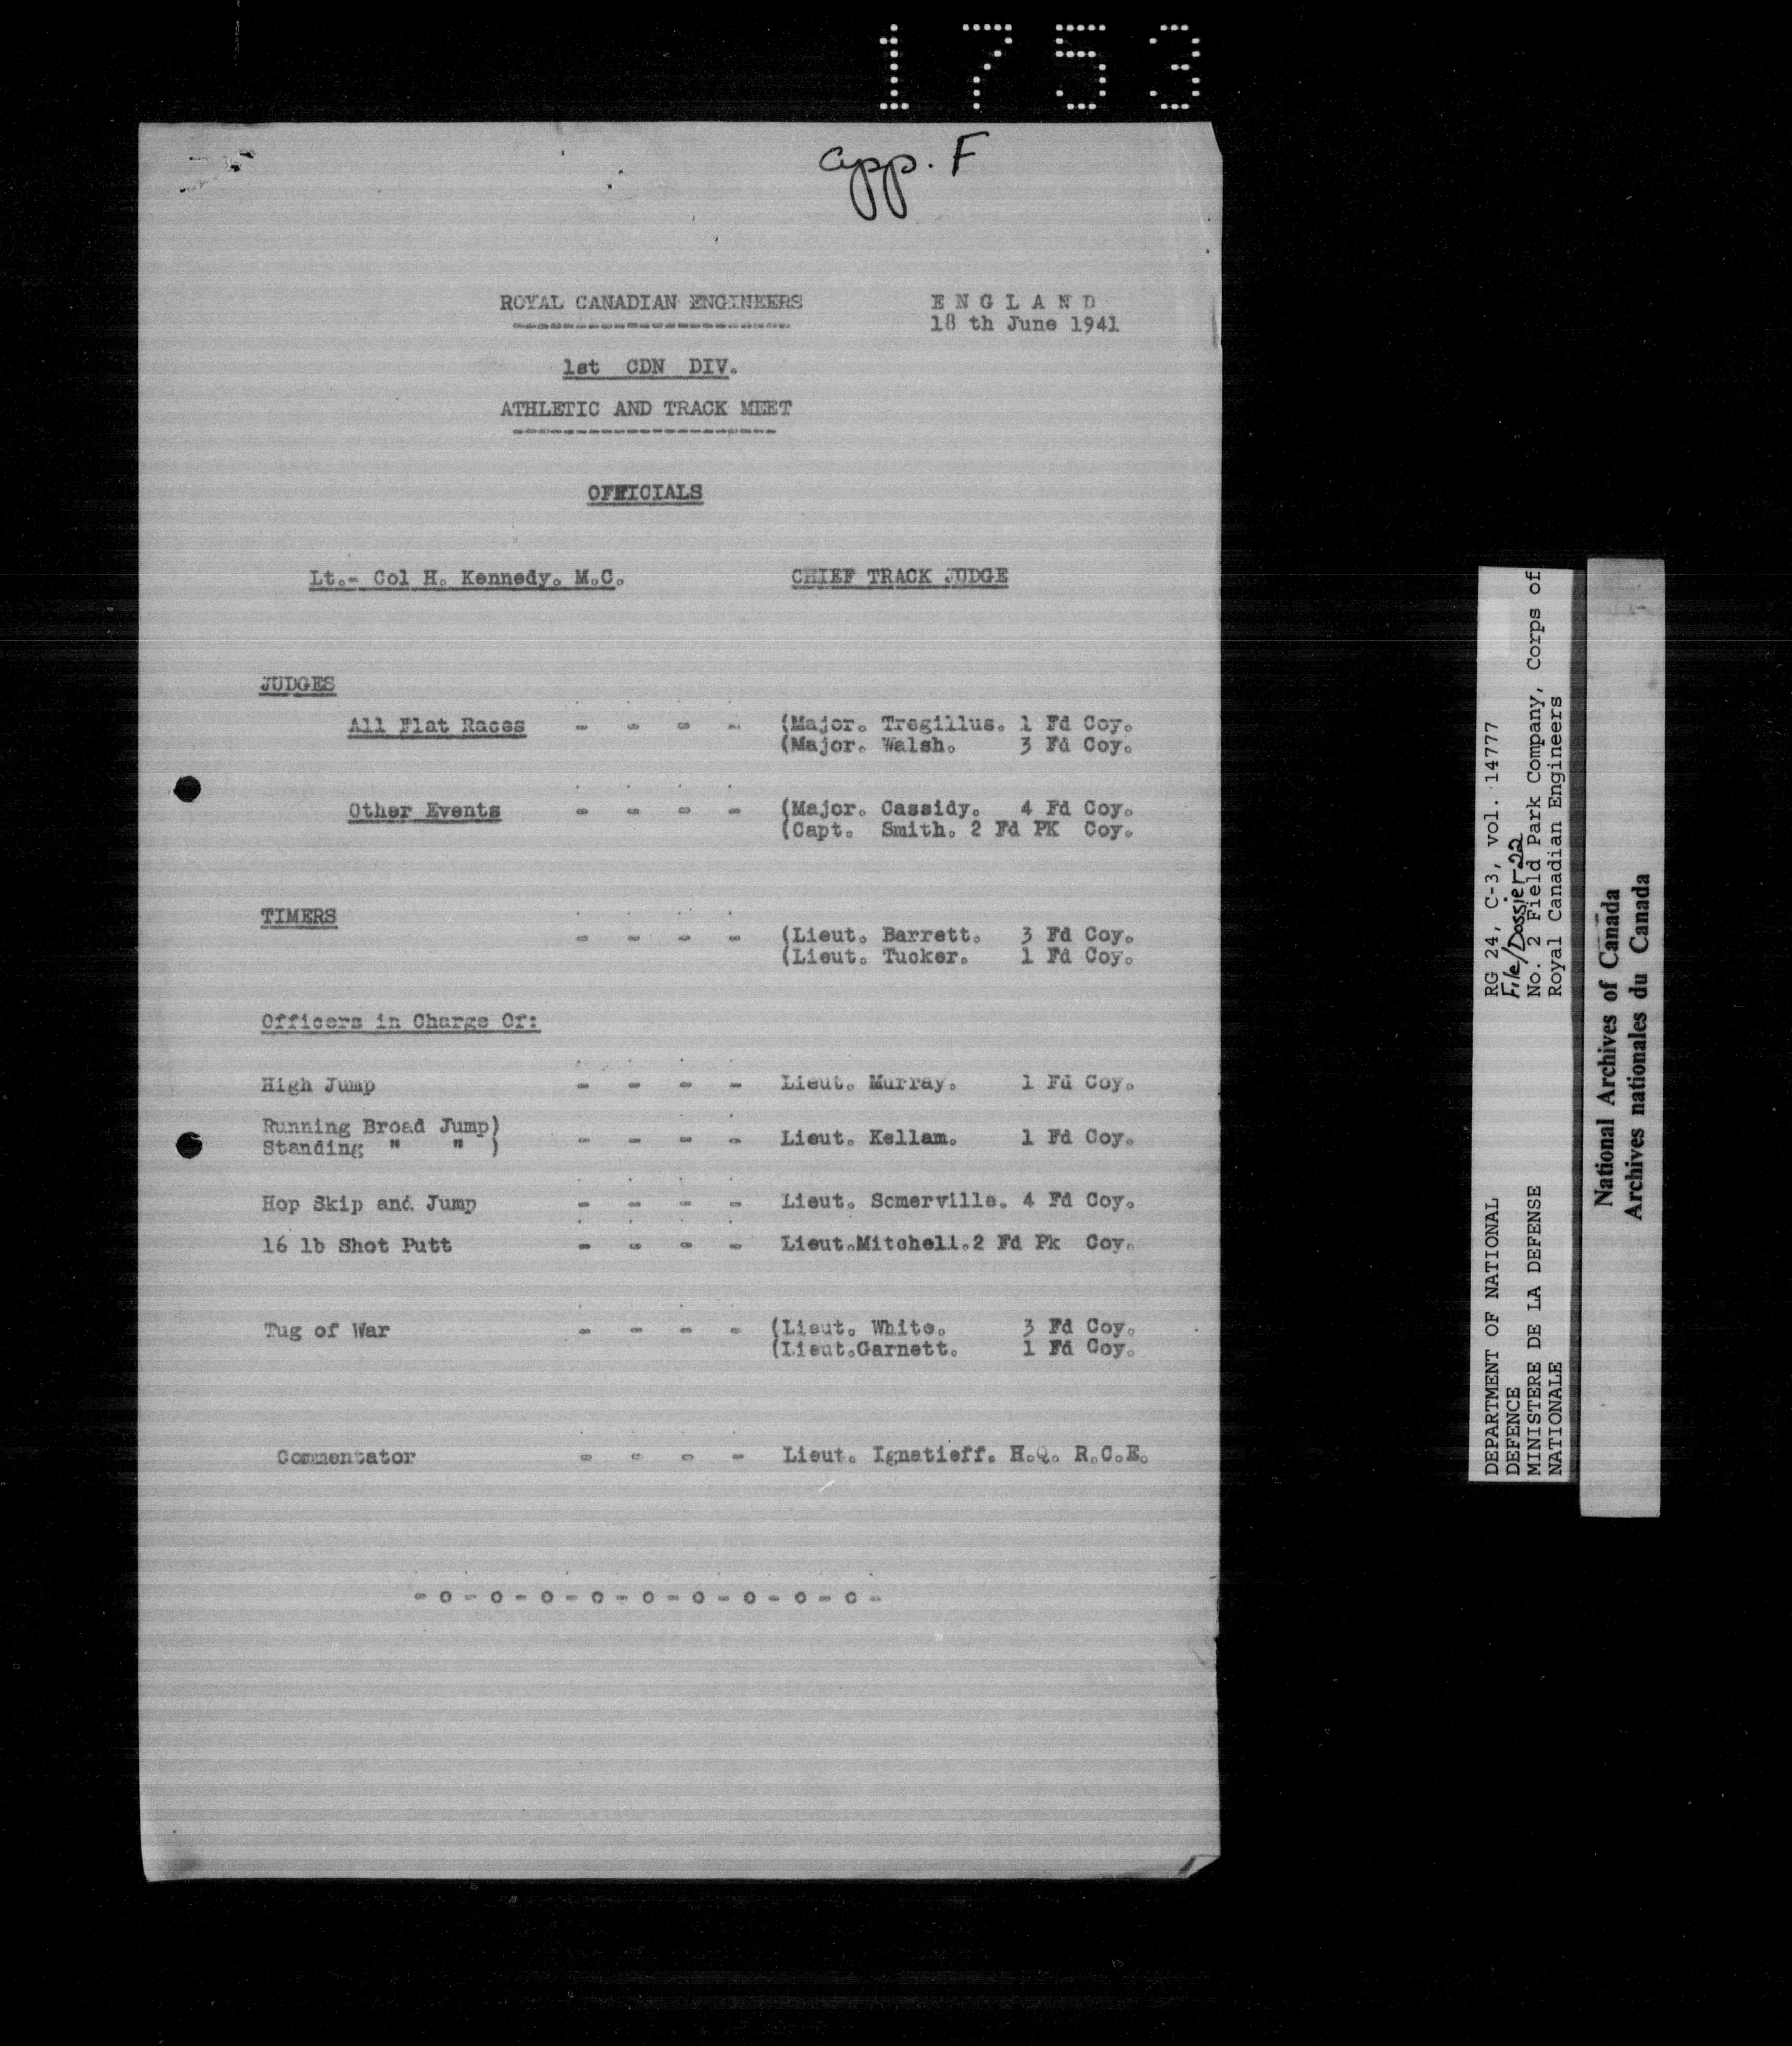 1753
app. F
ROYAL CANADIAN ENGINEERS
E N G L A N D
18 th June 1941
1st CDN DIV.
ATHLETIC AND TRACK MEET
OFFICIALS
Lt.- Col H. Kennedy. M.C. CHIEF TRACK JUDGE
JUDGES
All Flat Races - - - - (Major. Tregillus. 1 Fd Coy.
(Major. Walsh. 3 Fd Coy.
Other Events - - - - (Major. Cassidy. 4 Fd Coy.
(Capt. Smith. 2 Fd PK Coy.
TIMERS
- - - - (Lieut. Barrett. 3 Fd Coy.
(Lieut. Tucker. 1 Fd Coy.
Officers in Charge Of:
High Jump - - - - Lieut. Murray. 1 Fd Coy.
Running Broad Jump)
Standing " " ) - - - - Lieut. Kellam. 1 Fd Coy.
Hop Skip and Jump - - - - Lieut. Somerville. 4 Fd Coy.
16 lb Shot Putt - - - - Lieut.Mitchell.2 Fd Pk Coy.
Tug of War - - - - (Lieut. White. 3 Fd Coy.
(Lieut.Garnett. 1 Fd Coy.
Commentator - - - - Lieut. Ignatieff. H.Q. R.C.E.
-o-o-o-o-o-o-o-o-o-
DEPARTMENT OF NATIONAL
DEFENCE
MINISTERE DE LA DEFENSE
NATIONALE
RG 24, C-3, vol. 14777
File/Dossier 22
No. 2 Field Park Company, Corps of
Royal Canadian Engineers
National Archives of Canada
Archives nationales du Canada